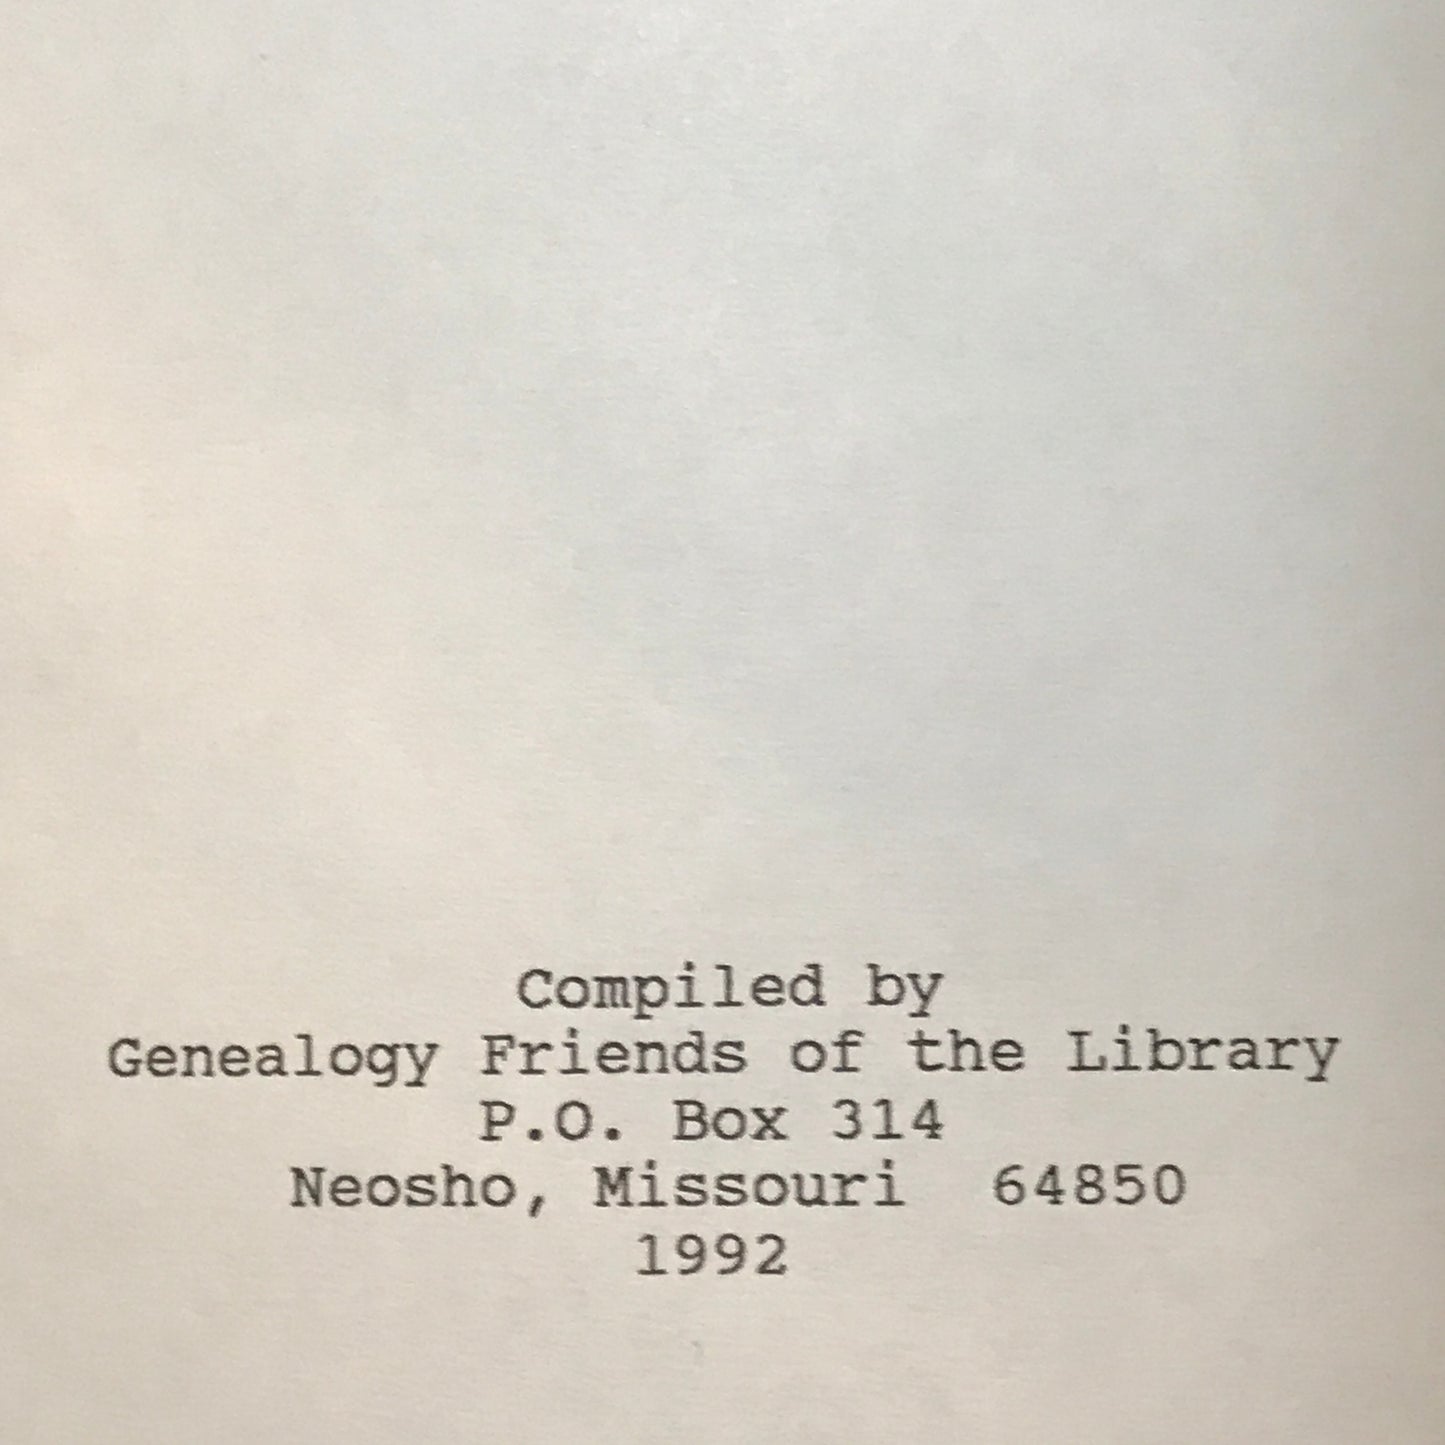 Compiled by
Genealogy Friends of the Library
P.O. Box 314
Neosho, Missouri  64850
1992